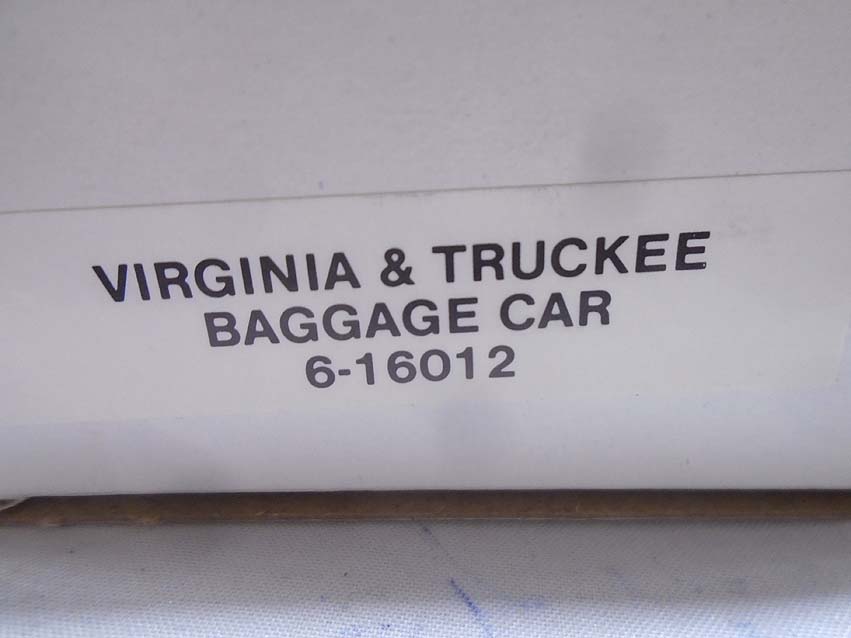 VIRGINIA & TRUCKEE
BAGGAGE CAR
6-16012